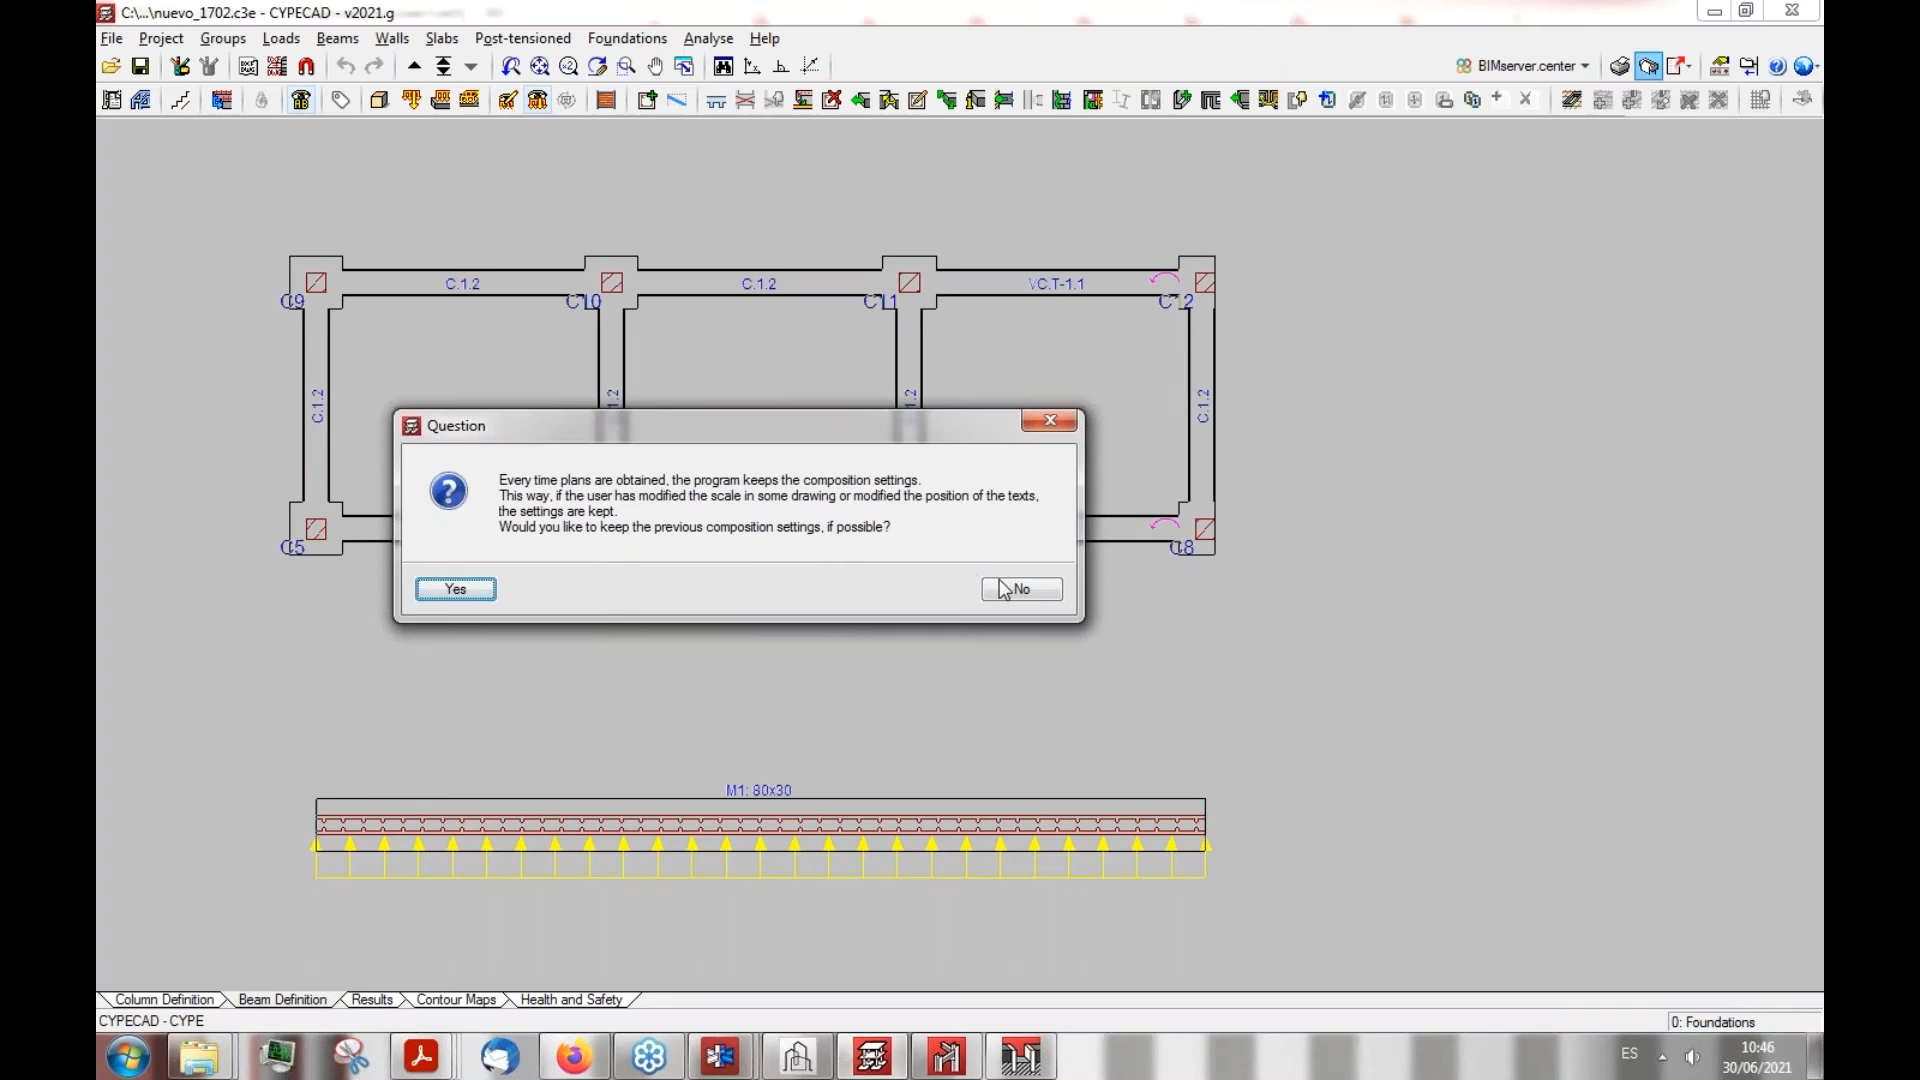 C:\...\nuevo_1702.c3e - CYPECAD - v2021.g
File Project Groups Loads Beams Walls Slabs Post-tensioned Foundations Analyse Help
BIMserver.center
C.1.2 C.1.2 VC.T-1.1
C9 C10 C11 C12
C.1.2 1.2 1.2 C.1.2
Question
Every time plans are obtained, the program keeps the composition settings.
This way, if the user has modified the scale in some drawing or modified the position of the texts,
the settings are kept.
Would you like to keep the previous composition settings, if possible?
C5 C8
Yes No
M1: 80x30
Column Definition Beam Definition Results Contour Maps Health and Safety
CYPECAD - CYPE 0: Foundations
ES 10:46
30/06/2021